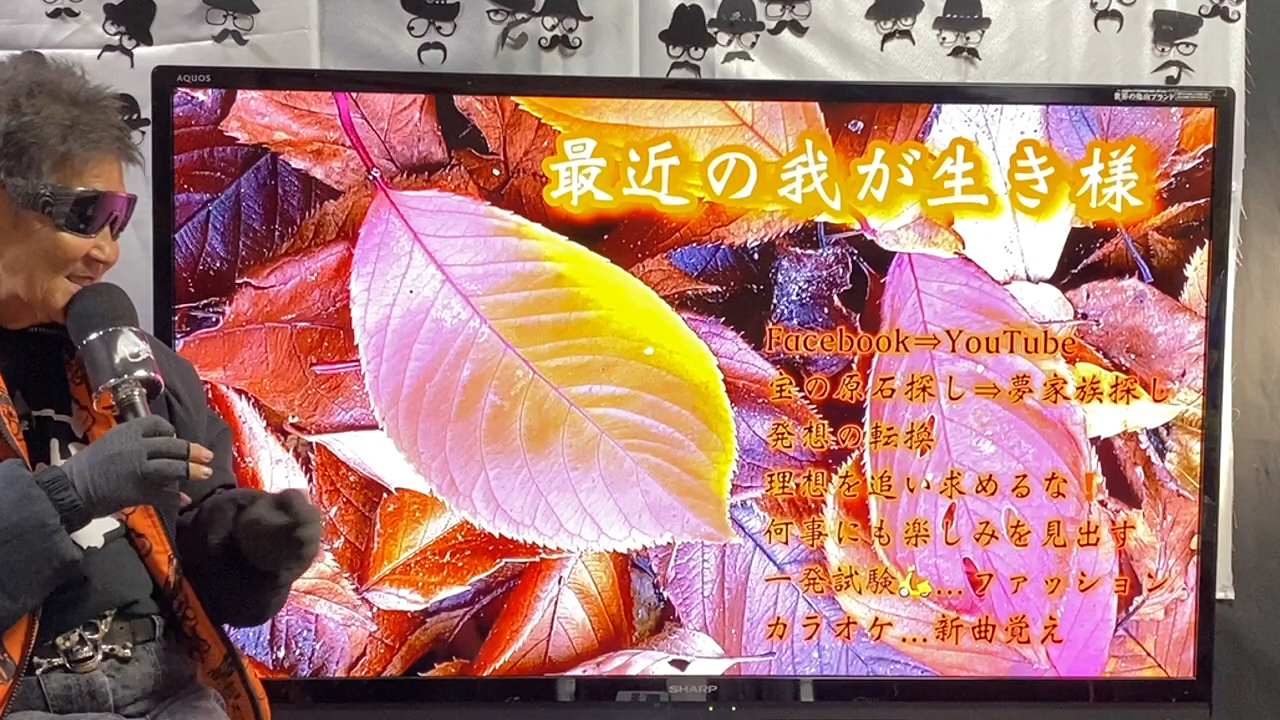 AQUOS
最近の我が生き様
Facebook⇒YouTube
宝の原石探し⇒夢家族探し
発想の転換
理想を追い求めるな❗
何事にも楽しみを見出す
一発試験🛵...ファッション
カラオケ...新曲覚え
SHARP